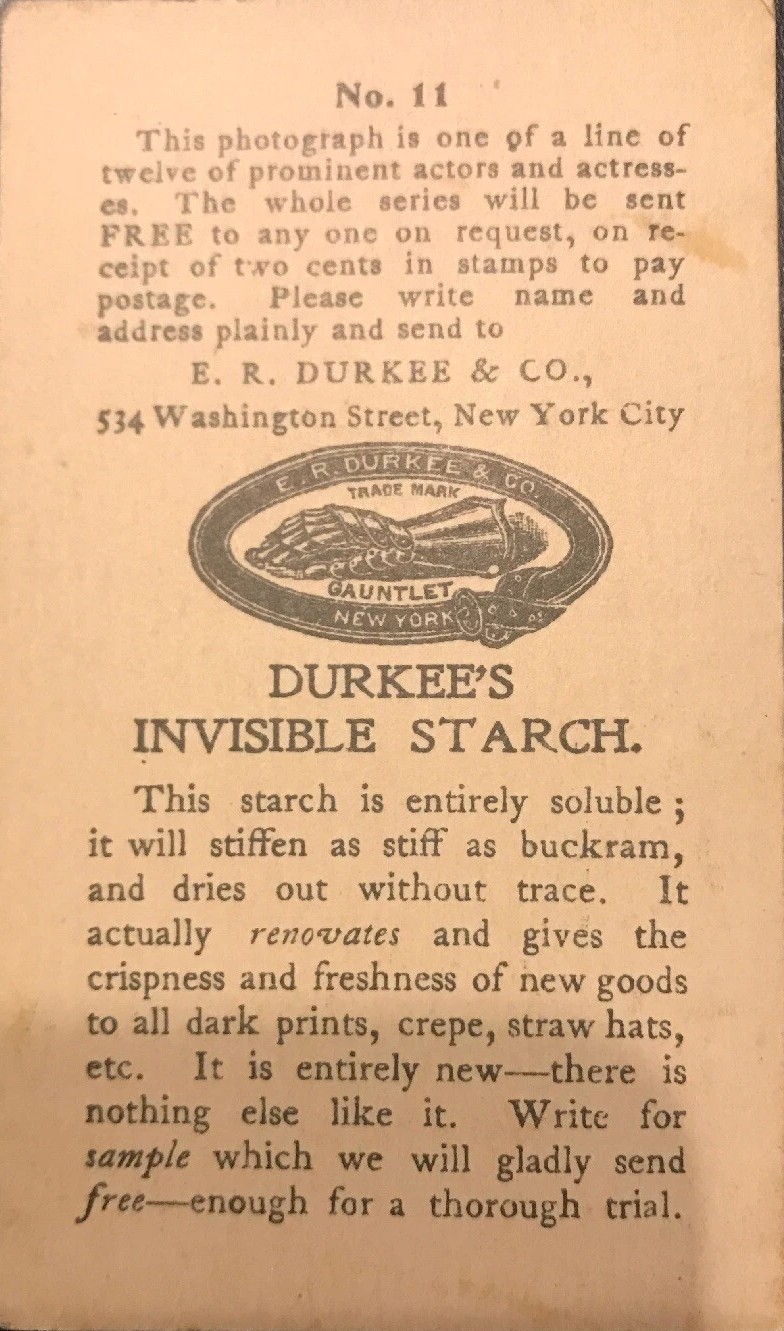 No. 11
This photograph is one of a line of
twelve of prominent actors and actress-
es. The whole series will be sent
FREE to any one on request, on re-
ceipt of two cents in stamps to pay
postage. Please write name and
address plainly and send to
E. R. DURKEE & CO.,
534 Washington Street, New York City
E. R. DURKEE & CO.
TRADE MARK
GAUNTLET
NEW YORK
DURKEE'S
INVISIBLE STARCH.
This starch is entirely soluble ;
it will stiffen as stiff as buckram,
and dries out without trace. It
actually renovates and gives the
crispness and freshness of new goods
to all dark prints, crepe, straw hats,
etc. It is entirely new—there is
nothing else like it. Write for
sample which we will gladly send
free—enough for a thorough trial.